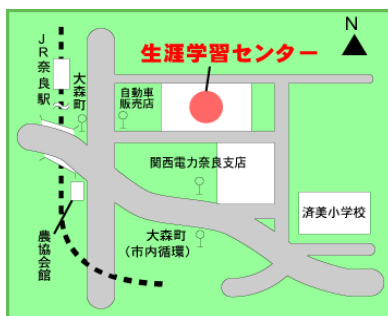 N
生涯学習センター
JR奈良駅
大森町
自動車
販売店
関西電力奈良支店
済美小学校
農協会館
大森町
(市内循環)